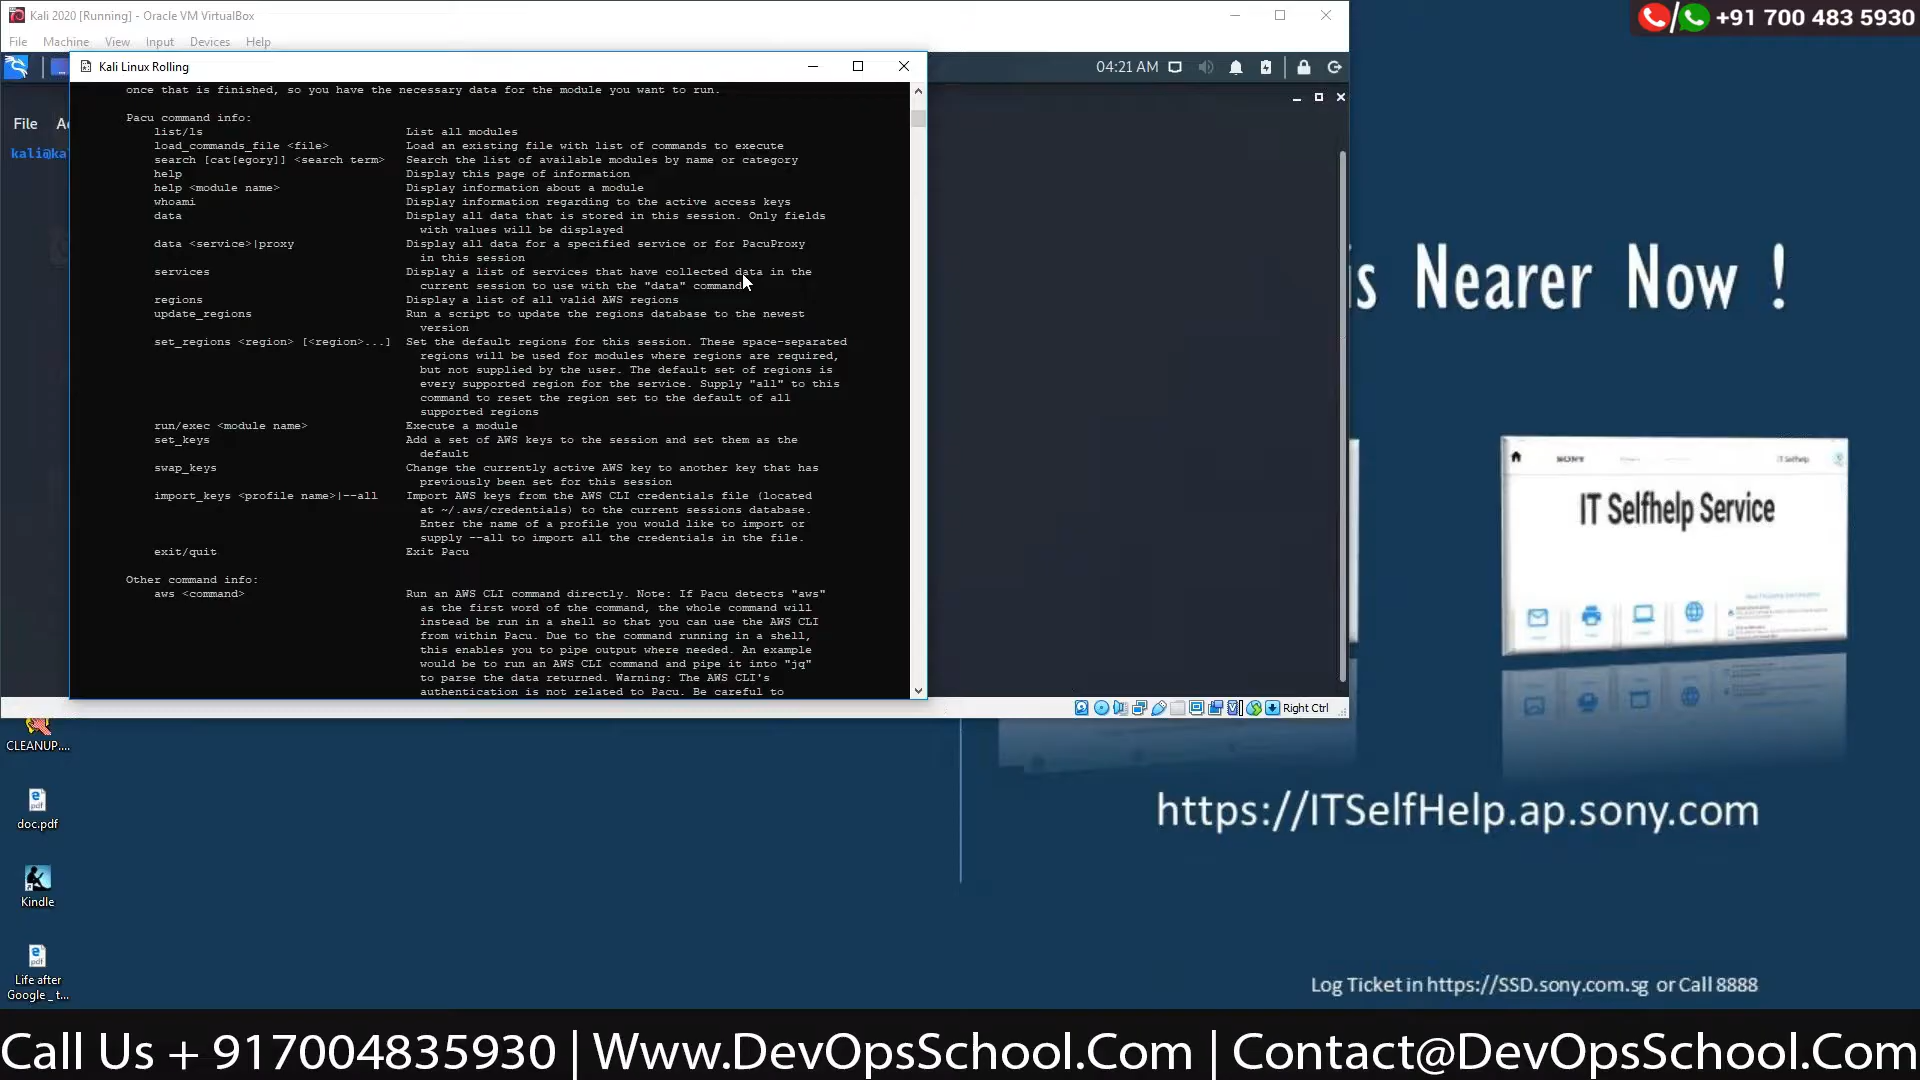 Kali 2020 [Running] - Oracle VM VirtualBox
File Machine View Input Devices Help
+91 700 483 5930
Kali Linux Rolling
04:21 AM
File
kali@ka
once that is finished, so you have the necessary data for the module you want to run.
Pacu command info:
list/ls List all modules
load_commands_file <file> Load an existing file with list of commands to execute
search [cat[egory]] <search term> Search the list of available modules by name or category
help Display this page of information
help <module name> Display information about a module
whoami Display information regarding to the active access keys
data Display all data that is stored in this session. Only fields
with values will be displayed
data <service>|proxy Display all data for a specified service or for PacuProxy
in this session
services Display a list of services that have collected data in the
current session to use with the "data" command
regions Display a list of all valid AWS regions
update_regions Run a script to update the regions database to the newest
version
set_regions <region> [<region>...] Set the default regions for this session. These space-separated
regions will be used for modules where regions are required,
but not supplied by the user. The default set of regions is
every supported region for the service. Supply "all" to this
command to reset the region set to the default of all
supported regions
run/exec <module name> Execute a module
set_keys Add a set of AWS keys to the session and set them as the
default
swap_keys Change the currently active AWS key to another key that has
previously been set for this session
import_keys <profile name>|--all Import AWS keys from the AWS CLI credentials file (located
at ~/.aws/credentials) to the current sessions database.
Enter the name of a profile you would like to import or
supply --all to import all the credentials in the file.
exit/quit Exit Pacu
Other command info:
aws <command> Run an AWS CLI command directly. Note: If Pacu detects "aws"
as the first word of the command, the whole command will
instead be run in a shell so that you can use the AWS CLI
from within Pacu. Due to the command running in a shell,
this enables you to pipe output where needed. An example
would be to run an AWS CLI command and pipe it into "jq"
to parse the data returned. Warning: The AWS CLI's
authentication is not related to Pacu. Be careful to
Right Ctrl
is Nearer Now !
SONY
IT Selfhelp
IT Selfhelp Service
https://ITSelfHelp.ap.sony.com
Log Ticket in https://SSD.sony.com.sg or Call 8888
CLEANUP....
doc.pdf
Kindle
Life after
Google _ t...
Call Us + 917004835930 | Www.DevOpsSchool.Com | Contact@DevOpsSchool.Com